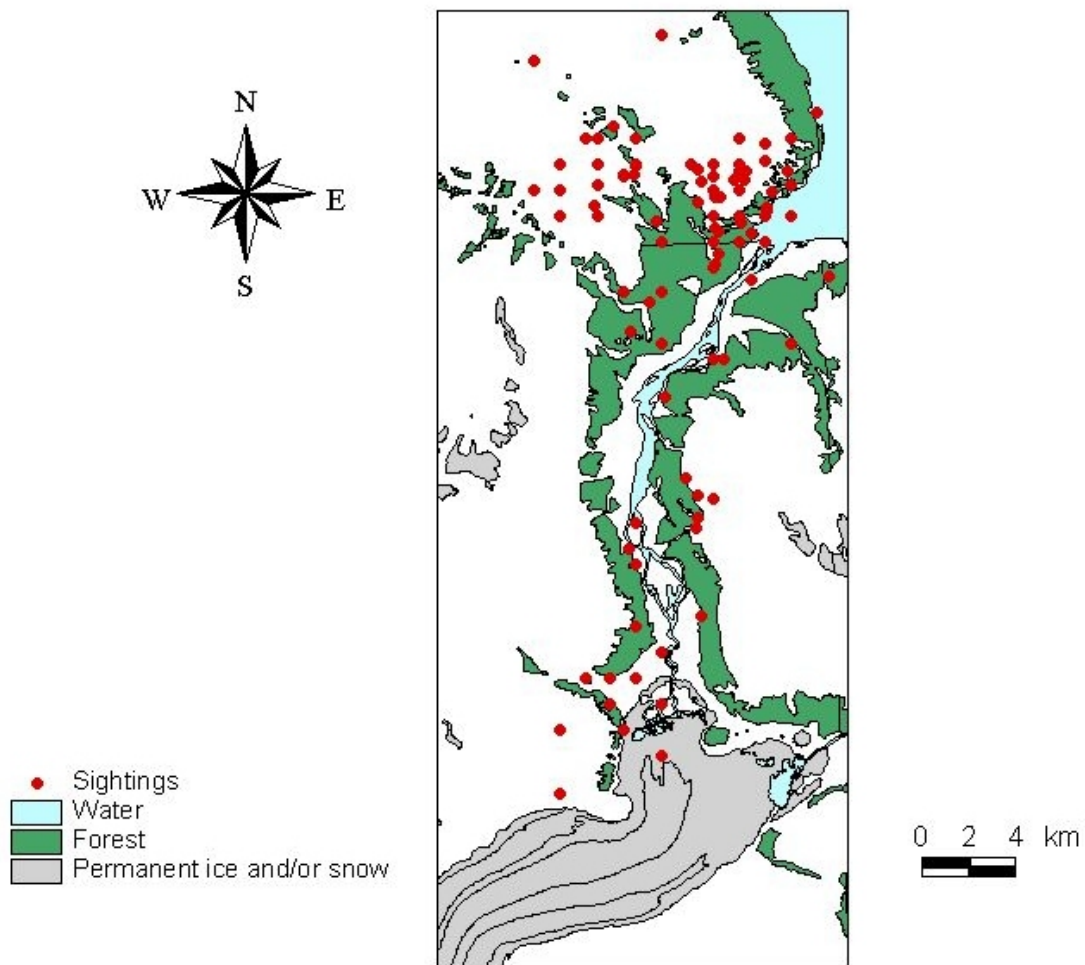 N
W E
S
Sightings
Water
Forest
Permanent ice and/or snow
0 2 4 km